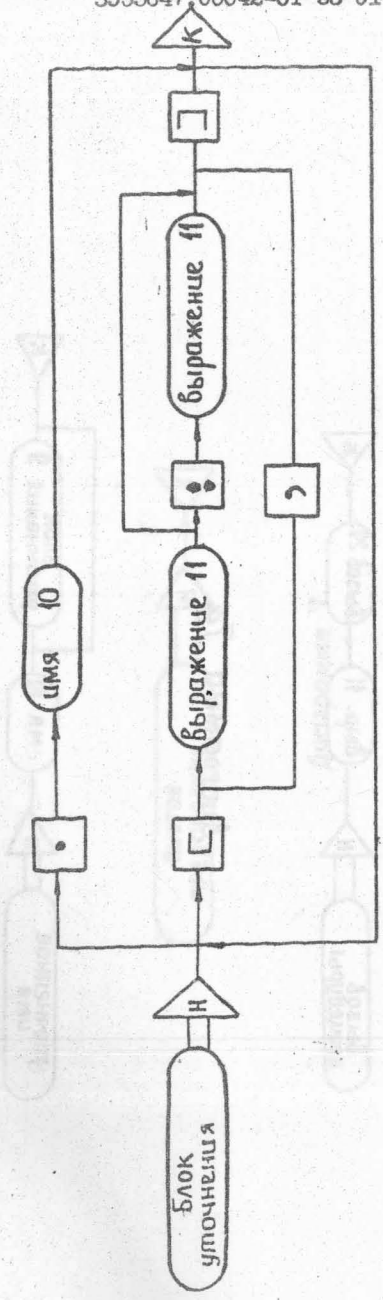 Блок
уточнения
Н
.
имя 10
[
выражение 11
:
выражение 11
,
]
К